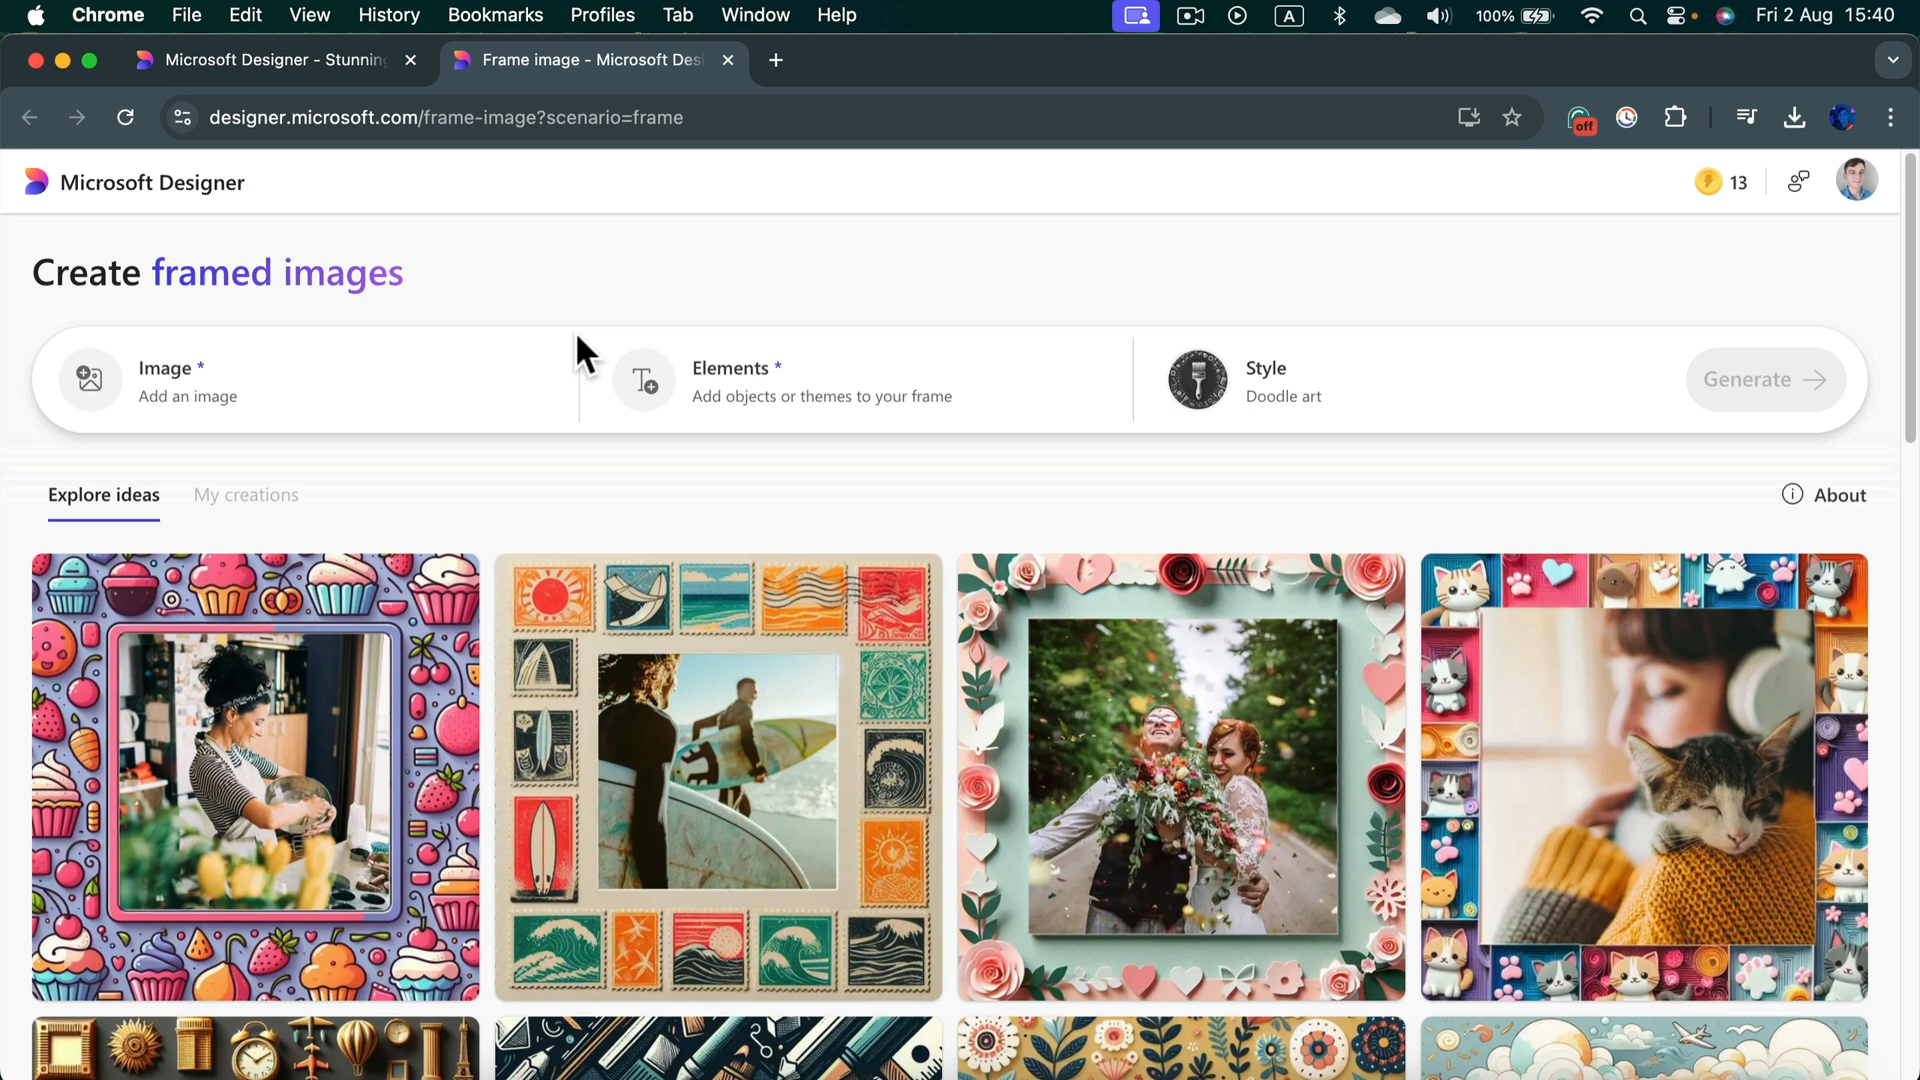 Chrome File Edit View History Bookmarks Profiles Tab Window Help A 100% Fri 2 Aug 15:40
Microsoft Designer - Stunning Frame image - Microsoft Des
designer.microsoft.com/frame-image?scenario=frame off
Microsoft Designer 13
Create framed images
Image * Elements * Style
Add an image Add objects or themes to your frame Doodle art Generate
Explore ideas My creations About